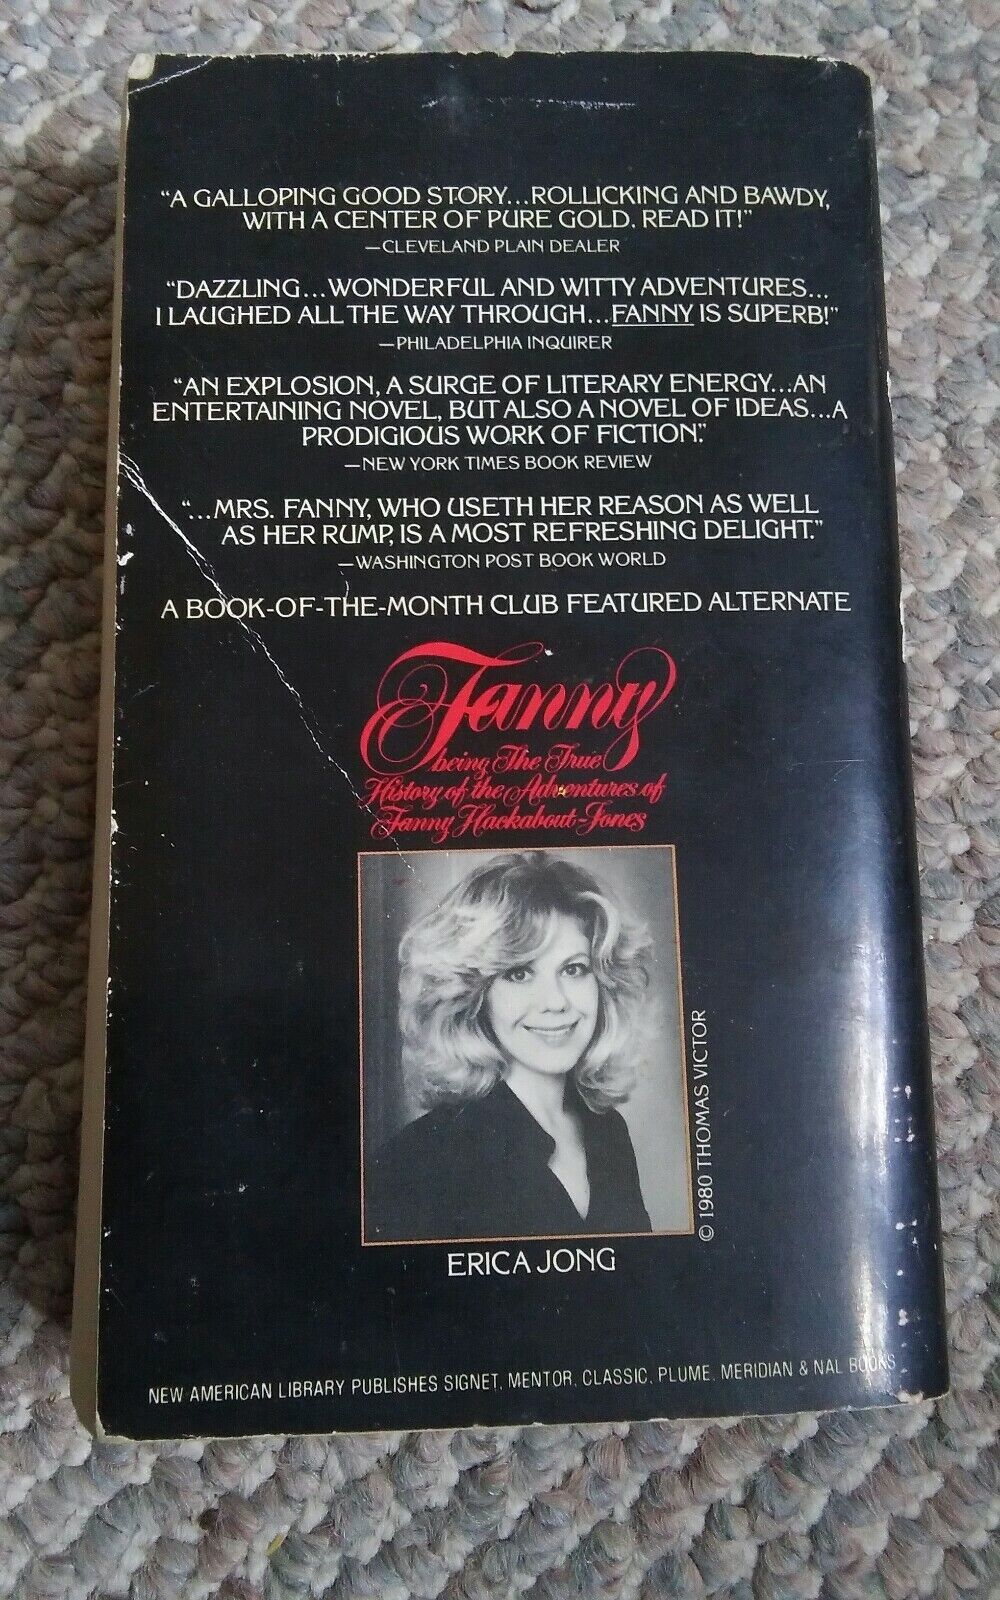 “A GALLOPING GOOD STORY...ROLLICKING AND BAWDY,
WITH A CENTER OF PURE GOLD. READ IT!”
—CLEVELAND PLAIN DEALER
“DAZZLING...WONDERFUL AND WITTY ADVENTURES...
I LAUGHED ALL THE WAY THROUGH...FANNY IS SUPERB!”
—PHILADELPHIA INQUIRER
“AN EXPLOSION, A SURGE OF LITERARY ENERGY...AN
ENTERTAINING NOVEL, BUT ALSO A NOVEL OF IDEAS...A
PRODIGIOUS WORK OF FICTION.”
—NEW YORK TIMES BOOK REVIEW
“...MRS. FANNY, WHO USETH HER REASON AS WELL
AS HER RUMP, IS A MOST REFRESHING DELIGHT.”
—WASHINGTON POST BOOK WORLD
A BOOK-OF-THE-MONTH CLUB FEATURED ALTERNATE
Fanny
being The True
History of the Adventures of
Fanny Hackabout-Jones
© 1980 THOMAS VICTOR
ERICA JONG
NEW AMERICAN LIBRARY PUBLISHES SIGNET, MENTOR, CLASSIC, PLUME, MERIDIAN & NAL BOOKS